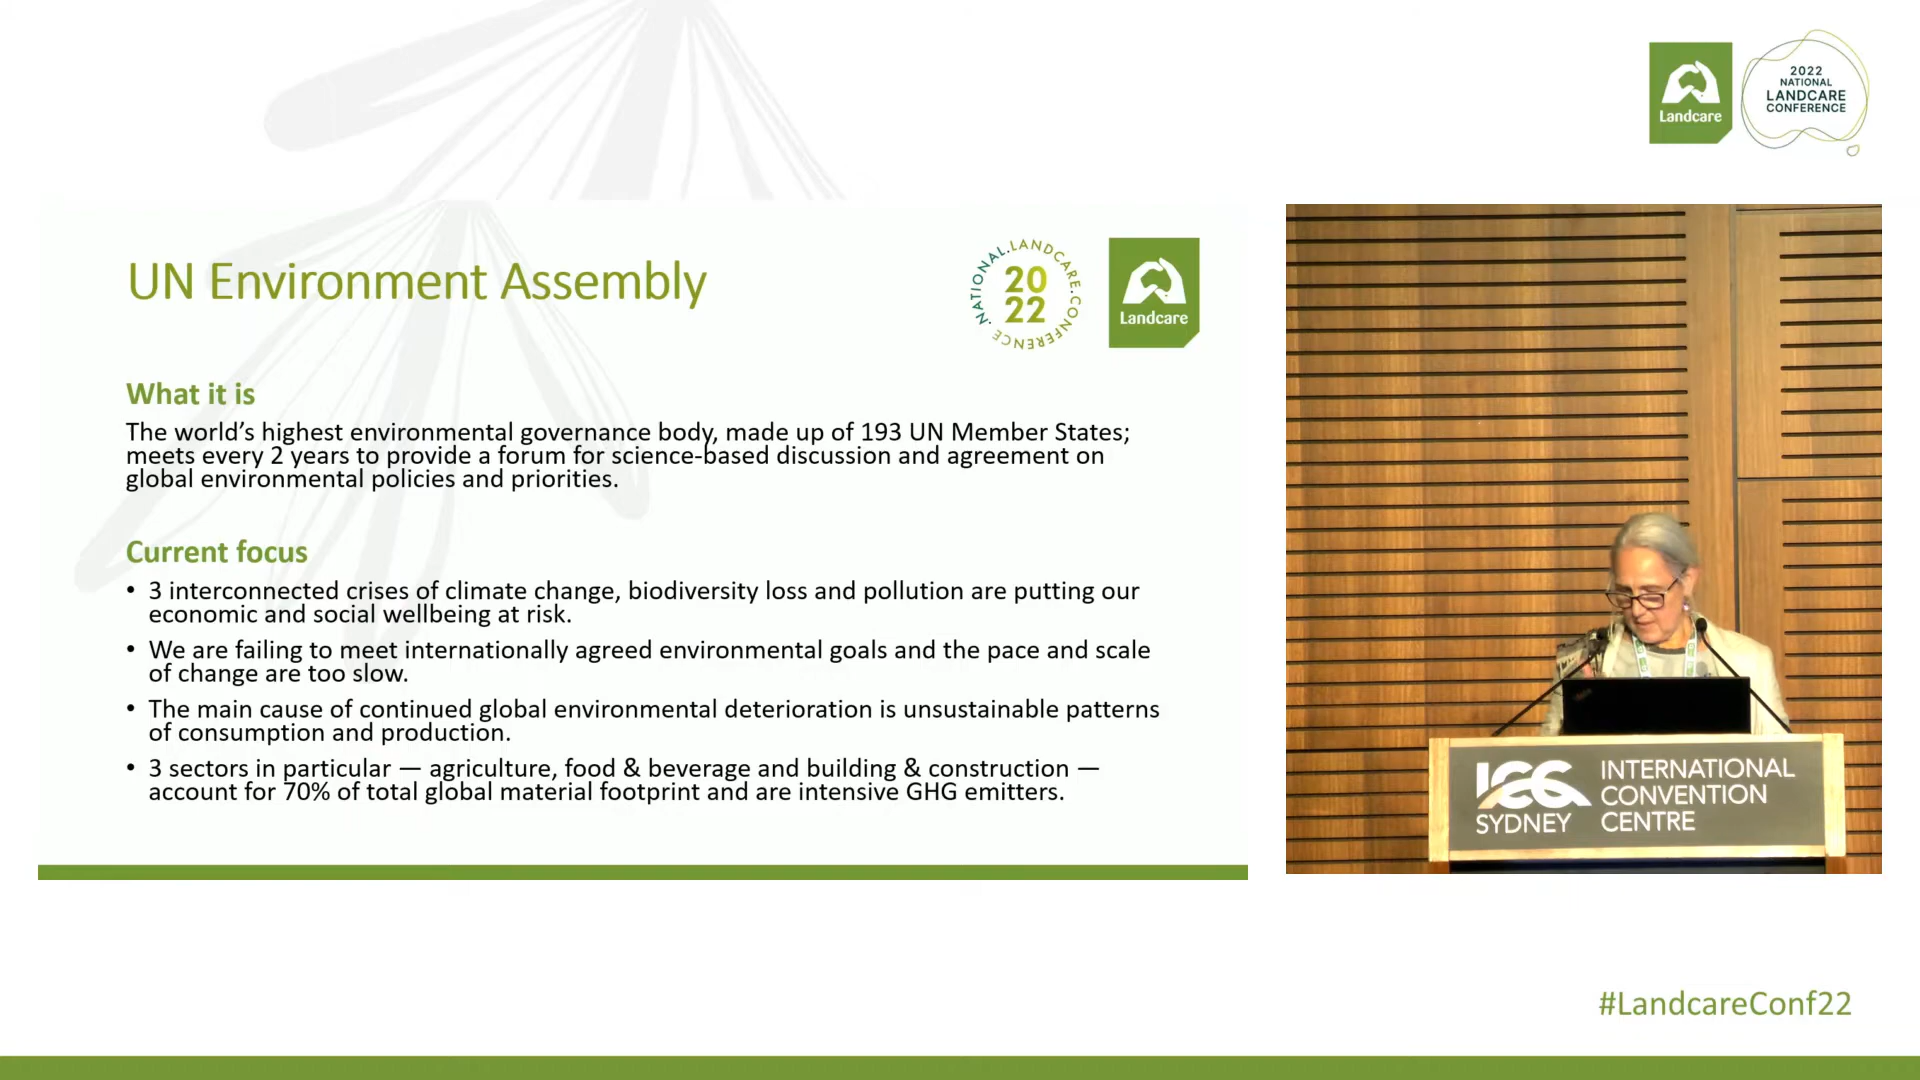 Landcare
2022
NATIONAL
LANDCARE
CONFERENCE
UN Environment Assembly
NATIONAL.LANDCARE.CONFERENCE.
20
22
Landcare
What it is
The world’s highest environmental governance body, made up of 193 UN Member States;
meets every 2 years to provide a forum for science-based discussion and agreement on
global environmental policies and priorities.
Current focus
• 3 interconnected crises of climate change, biodiversity loss and pollution are putting our
economic and social wellbeing at risk.
• We are failing to meet internationally agreed environmental goals and the pace and scale
of change are too slow.
• The main cause of continued global environmental deterioration is unsustainable patterns
of consumption and production.
• 3 sectors in particular — agriculture, food & beverage and building & construction —
account for 70% of total global material footprint and are intensive GHG emitters.
ICC
SYDNEY
INTERNATIONAL
CONVENTION
CENTRE
#LandcareConf22